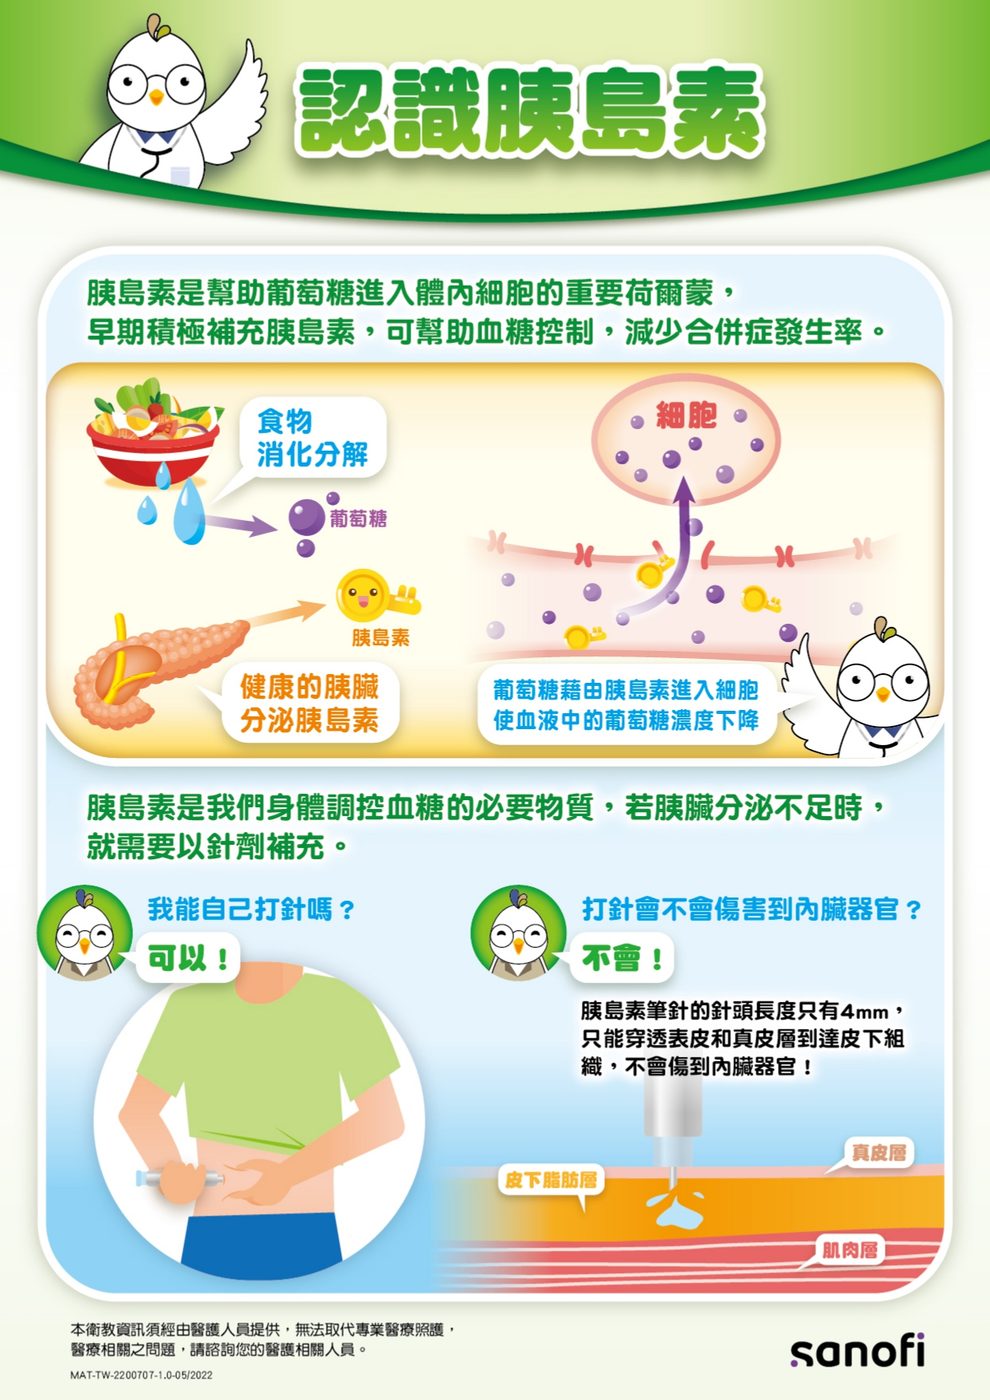 認識胰島素
胰島素是幫助葡萄糖進入體內細胞的重要荷爾蒙，
早期積極補充胰島素，可幫助血糖控制，減少合併症發生率。
食物
消化分解
葡萄糖
胰島素
健康的胰臟
分泌胰島素
細胞
葡萄糖藉由胰島素進入細胞
使血液中的葡萄糖濃度下降
胰島素是我們身體調控血糖的必要物質，若胰臟分泌不足時，
就需要以針劑補充。
我能自己打針嗎？
可以！
打針會不會傷害到內臟器官？
不會！
胰島素筆針的針頭長度只有4mm，
只能穿透表皮和真皮層到達皮下組
織，不會傷到內臟器官！
真皮層
皮下脂肪層
肌肉層
本衛教資訊須經由醫護人員提供，無法取代專業醫療照護，
醫療相關之問題，請諮詢您的醫護相關人員。
MAT-TW-2200707-1.0-05/2022
sanofi